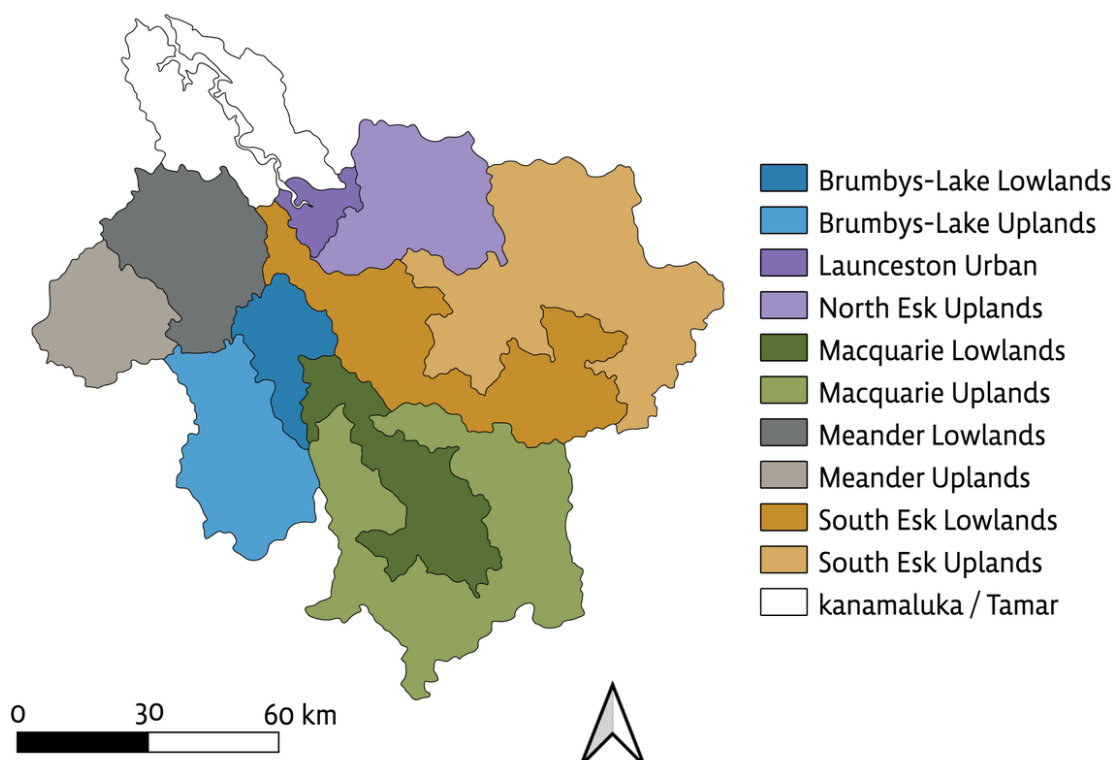 Brumbys-Lake Lowlands
Brumbys-Lake Uplands
Launceston Urban
North Esk Uplands
Macquarie Lowlands
Macquarie Uplands
Meander Lowlands
Meander Uplands
South Esk Lowlands
South Esk Uplands
kanamaluka / Tamar
0 30 60 km